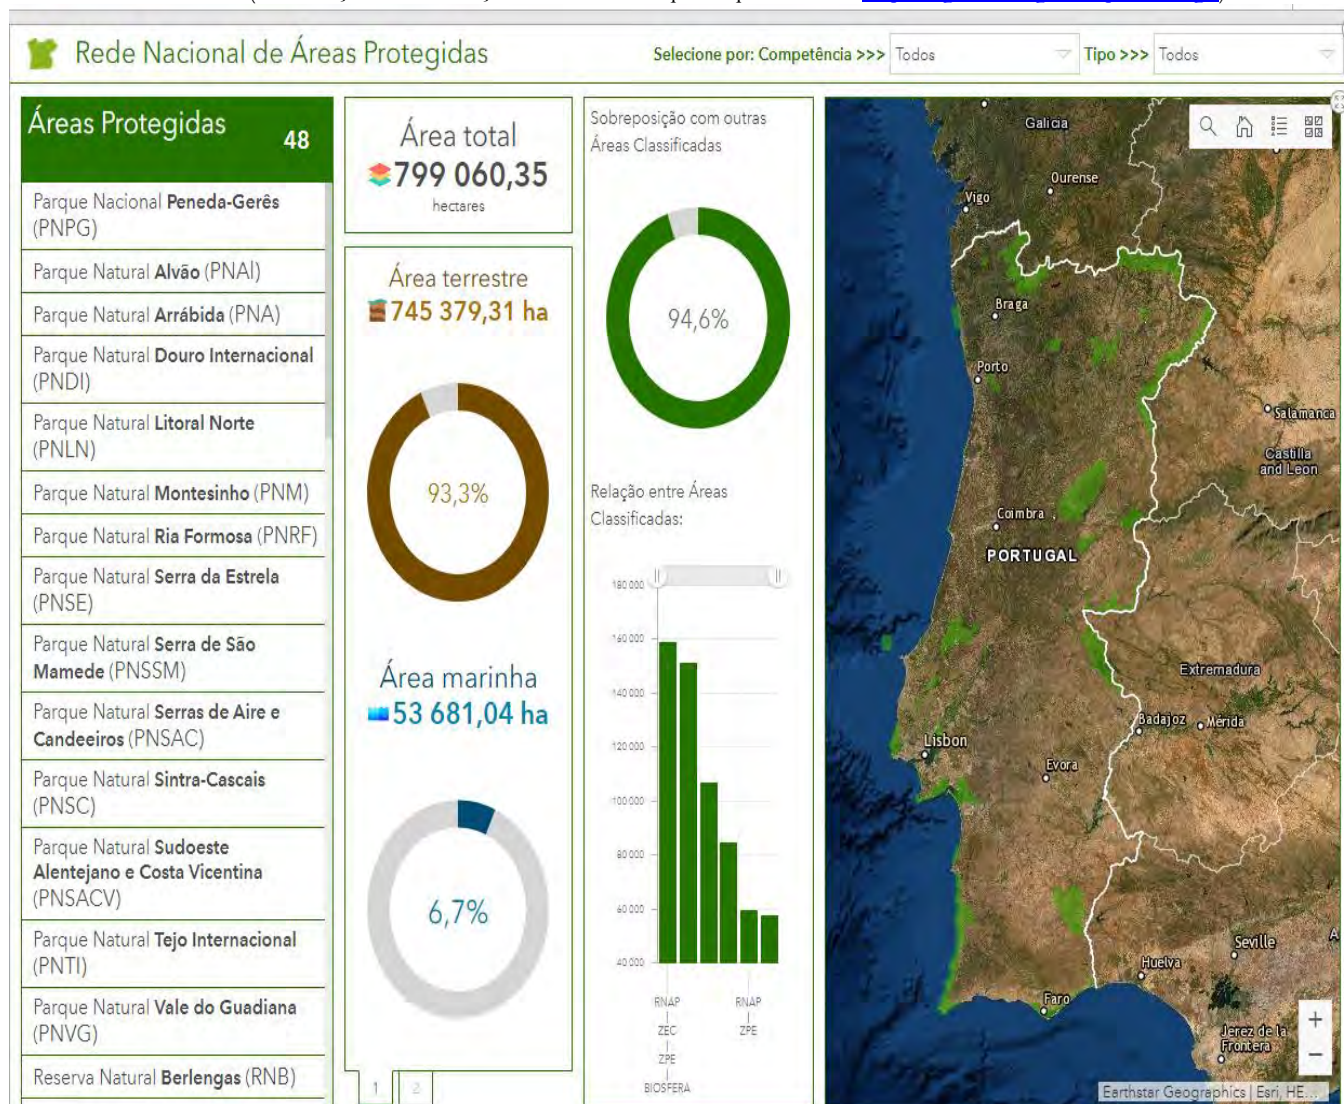 Rede Nacional de Áreas Protegidas
Selecione por: Competência >>> Todos
Tipo >>> Todos
Áreas Protegidas
48
Parque Nacional Peneda-Gerês
(PNPG)
Parque Natural Alvão (PNAl)
Parque Natural Arrábida (PNA)
Parque Natural Douro Internacional
(PNDI)
Parque Natural Litoral Norte
(PNLN)
Parque Natural Montesinho (PNM)
Parque Natural Ria Formosa (PNRF)
Parque Natural Serra da Estrela
(PNSE)
Parque Natural Serra de São
Mamede (PNSSM)
Parque Natural Serras de Aire e
Candeeiros (PNSAC)
Parque Natural Sintra-Cascais
(PNSC)
Parque Natural Sudoeste
Alentejano e Costa Vicentina
(PNSACV)
Parque Natural Tejo Internacional
(PNTI)
Parque Natural Vale do Guadiana
(PNVG)
Reserva Natural Berlengas (RNB)
Área total
799 060,35
hectares
Área terrestre
745 379,31 ha
93,3%
Área marinha
53 681,04 ha
6,7%
1
2
Sobreposição com outras
Áreas Classificadas
94,6%
Relação entre Áreas
Classificadas:
180 000
160 000
140 000
120 000
100 000
80 000
60 000
40 000
RNAP
|
ZEC
|
ZPE
|
BIOSFERA
RNAP
|
ZPE
Galicia
Ourense
Vigo
Braga
Porto
Salamanca
Castilla
and Leon
Coimbra
PORTUGAL
Extremadura
Badajoz
Mérida
Lisbon
Evora
Seville
Huelva
Faro
Jerez de la
Frontera
+
−
Earthstar Geographics | Esri, HE...